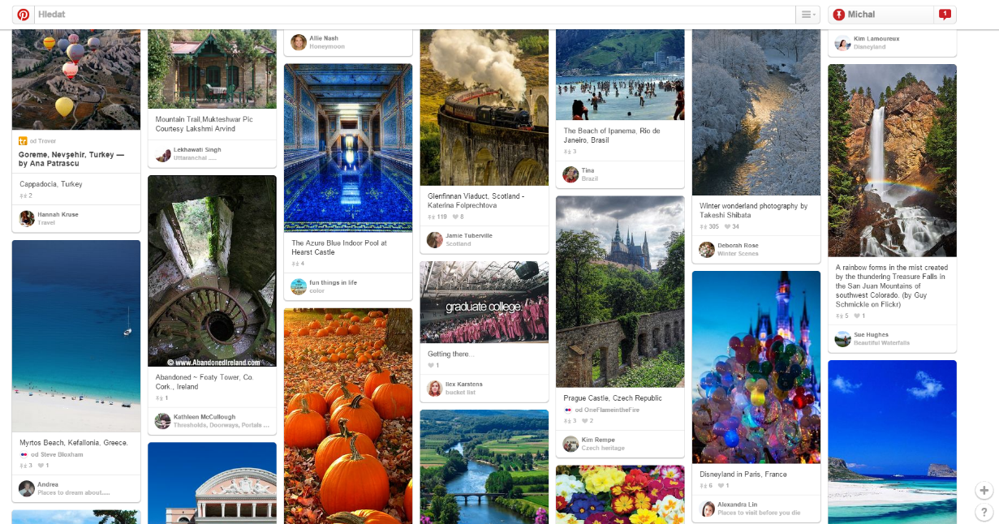 Hledat
Michal
1
od Trover
Goreme, Nevşehir, Turkey —
by Ana Patrascu
Cappadocia, Turkey
2
Hannah Kruse
Travel
Myrtos Beach, Kefallonia, Greece.
od Steve Bloxham
3 1
Andrea
Places to dream about.....
Mountain Trail,Mukteshwar Pic
Courtesy Lakshmi Arvind
Lekhawati Singh
Uttaranchal .....
© www.AbandonedIreland.com
Abandoned ~ Foaty Tower, Co.
Cork., Ireland
1
Kathleen McCullough
Thresholds, Doorways, Portals ...
Allie Nash
Honeymoon
The Azure Blue Indoor Pool at
Hearst Castle
4
fun things in life
color
Glenfinnan Viaduct, Scotland -
Katerina Folprechtova
119 8
Jamie Tuberville
Scotland
graduate college.
Getting there...
1
Ilex Karstens
bucket list
The Beach of Ipanema, Rio de
Janeiro, Brasil
3
Tina
Brazil
Prague Castle, Czech Republic
od OneFlameintheFire
3 2
Kim Rempe
Czech heritage
Winter wonderland photography by
Takeshi Shibata
305 34
Deborah Rose
Winter Scenes
Disneyland in Paris, France
6 1
Alexandra Lin
Places to visit before you die
Kim Lamoureux
Disneyland
A rainbow forms in the mist created
by the thundering Treasure Falls in
the San Juan Mountains of
southwest Colorado. (by Guy
Schmickle on Flickr)
5 1
Sue Hughes
Beautiful Waterfalls
+
?